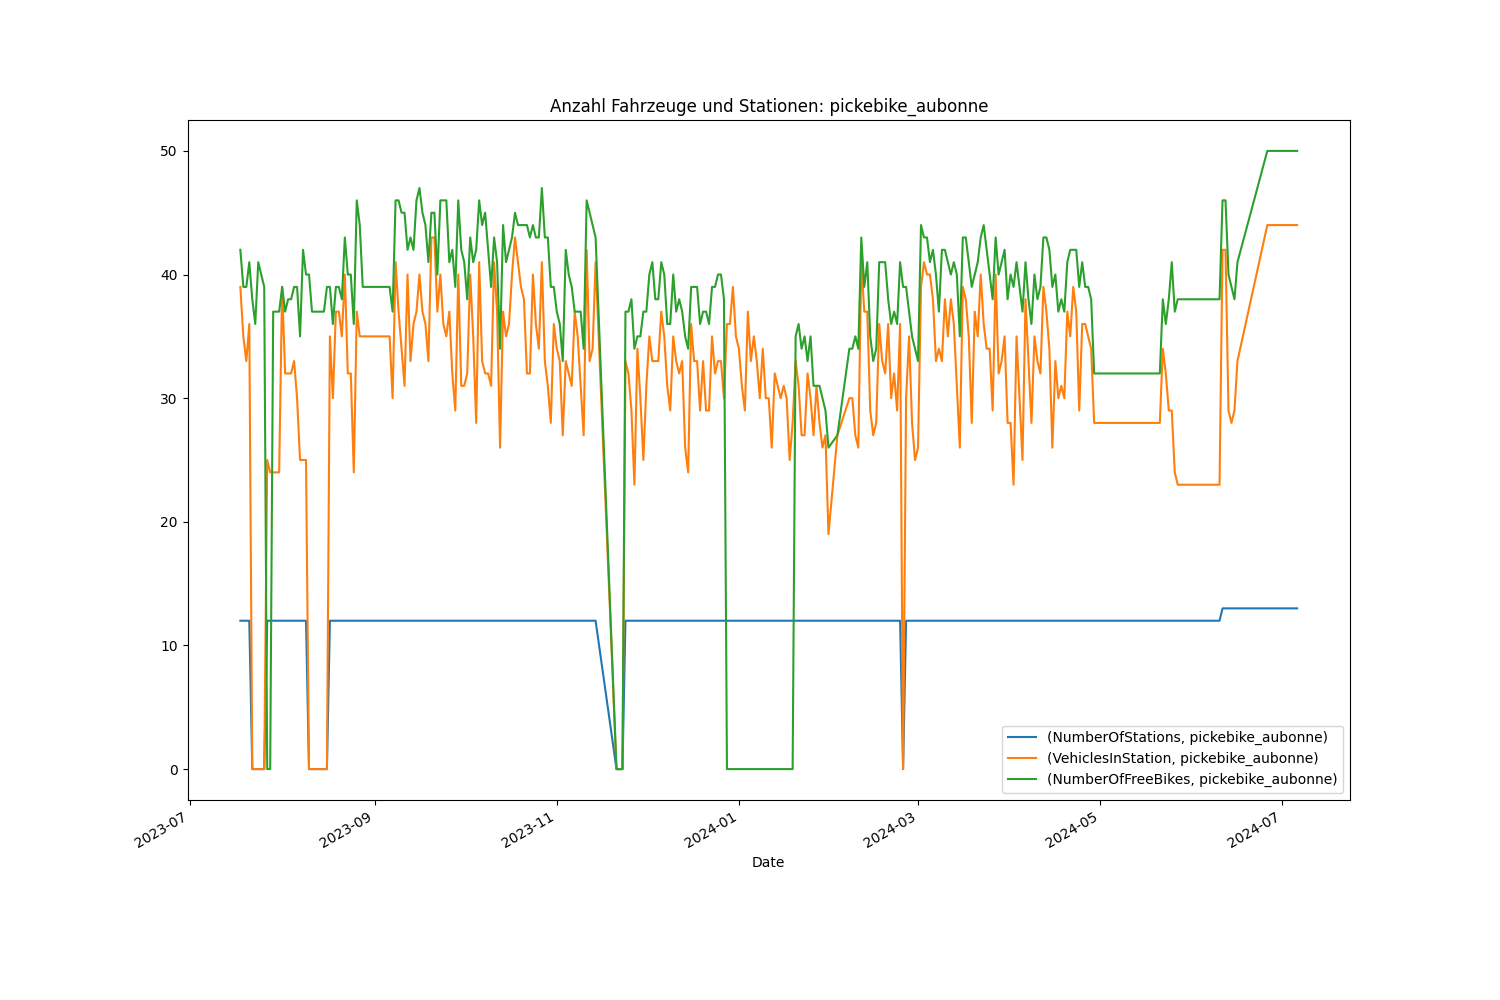 Anzahl Fahrzeuge und Stationen: pickebike_aubonne
50
40
30
20
10
0
(NumberOfStations, pickebike_aubonne)
(VehiclesInStation, pickebike_aubonne)
(NumberOfFreeBikes, pickebike_aubonne)
2023-07
2023-09
2023-11
2024-01
2024-03
2024-05
2024-07
Date